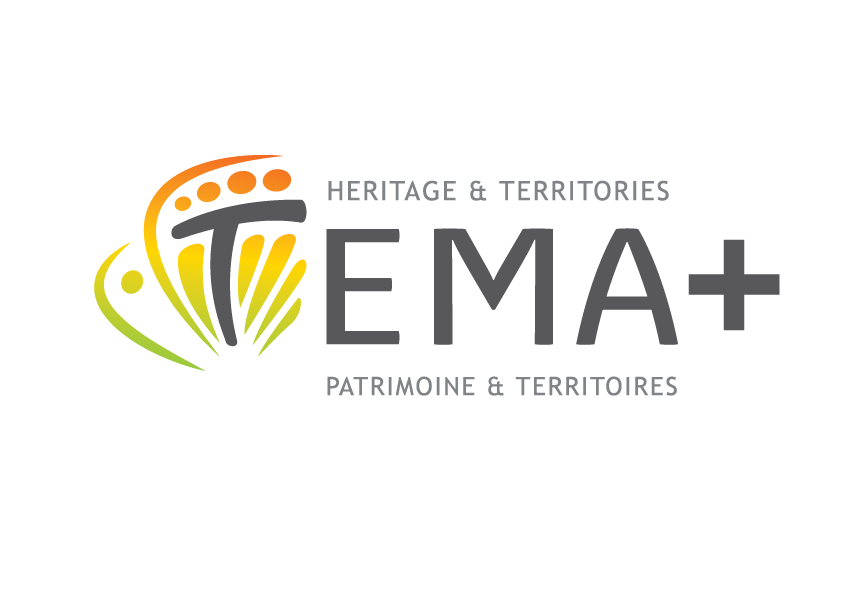 HERITAGE & TERRITORIES
TEMA+
PATRIMOINE & TERRITOIRES